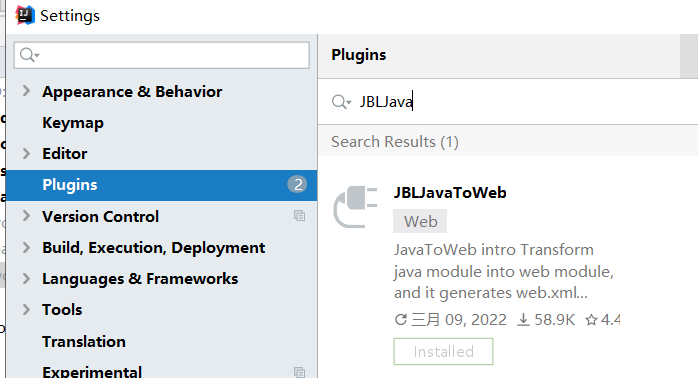 Settings
Appearance & Behavior
Keymap
Editor
Plugins 2
Version Control
Build, Execution, Deployment
Languages & Frameworks
Tools
Translation
Experimental
Plugins
JBLJava
Search Results (1)
JBLJavaToWeb
Web
JavaToWeb intro Transform
java module into web module,
and it generates web.xml...
三月 09, 2022 58.9K 4.4
Installed